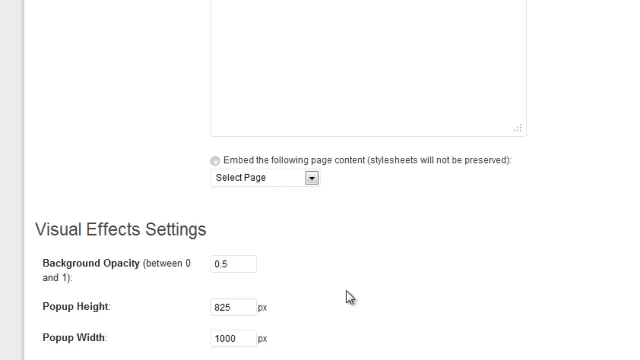 Embed the following page content (stylesheets will not be preserved):
Select Page
Visual Effects Settings
Background Opacity (between 0 0.5
and 1):
Popup Height: 825 px
Popup Width: 1000 px